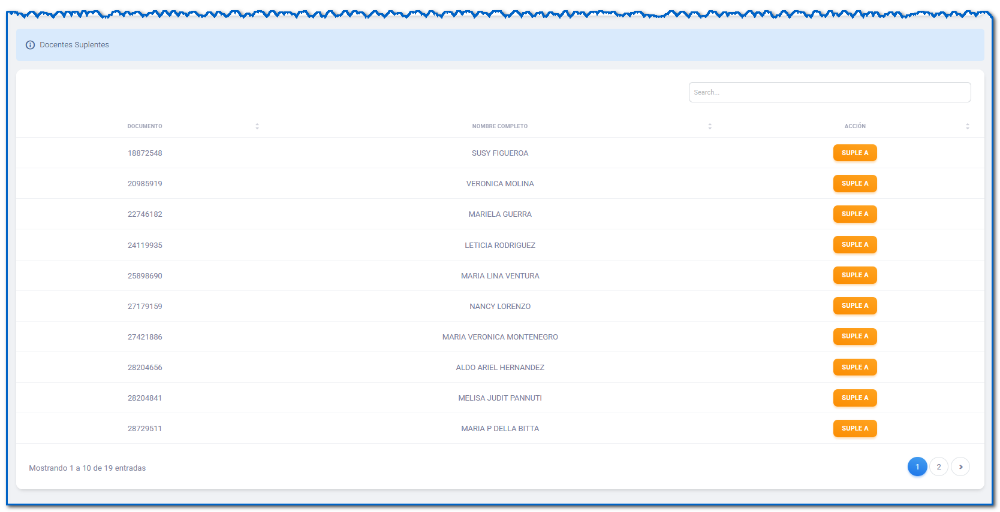 Docentes Suplentes
Search...
DOCUMENTO NOMBRE COMPLETO ACCIÓN
18872548 SUSY FIGUEROA SUPLE A
20985919 VERONICA MOLINA SUPLE A
22746182 MARIELA GUERRA SUPLE A
24119935 LETICIA RODRIGUEZ SUPLE A
25898690 MARIA LINA VENTURA SUPLE A
27179159 NANCY LORENZO SUPLE A
27421886 MARIA VERONICA MONTENEGRO SUPLE A
28204656 ALDO ARIEL HERNANDEZ SUPLE A
28204841 MELISA JUDIT PANNUTI SUPLE A
28729511 MARIA P DELLA BITTA SUPLE A
Mostrando 1 a 10 de 19 entradas 1 2 ›